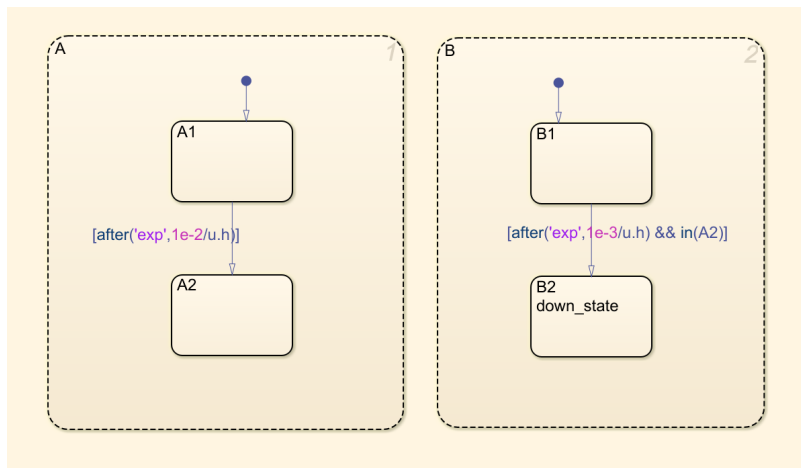 A
1
A1
[after('exp',1e-2/u.h)]
A2
B
2
B1
[after('exp',1e-3/u.h) && in(A2)]
B2
down_state